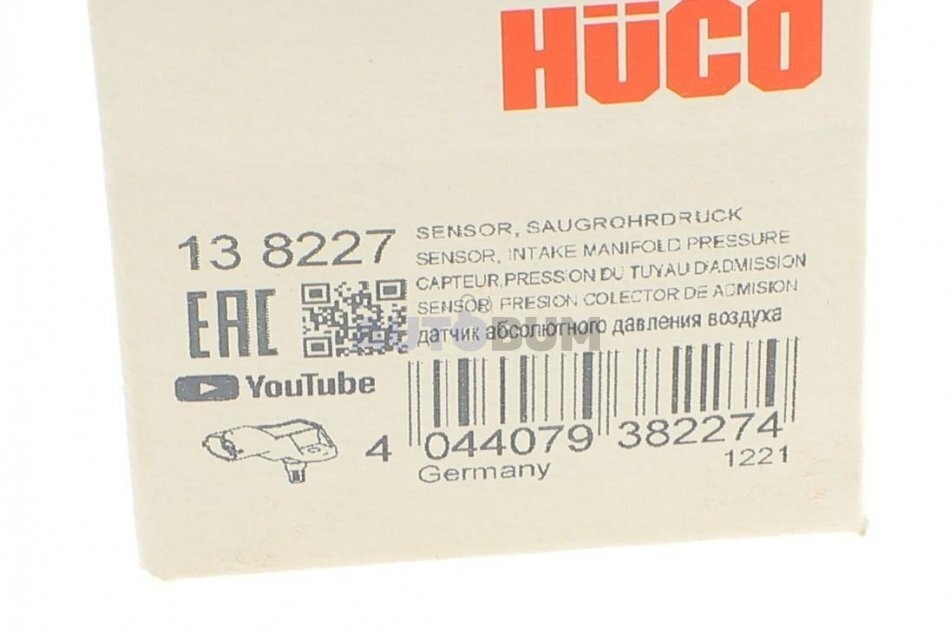 HÜCO
13 8227
SENSOR, SAUGROHRDRUCK
SENSOR, INTAKE MANIFOLD PRESSURE
CAPTEUR,PRESSION DU TUYAU D'ADMISSION
SENSOR, PRESION COLECTOR DE ADMISION
датчик абсолютного давления воздуха
EAC
AUTOBUM
YouTube
4 044079 382274
Germany
1221